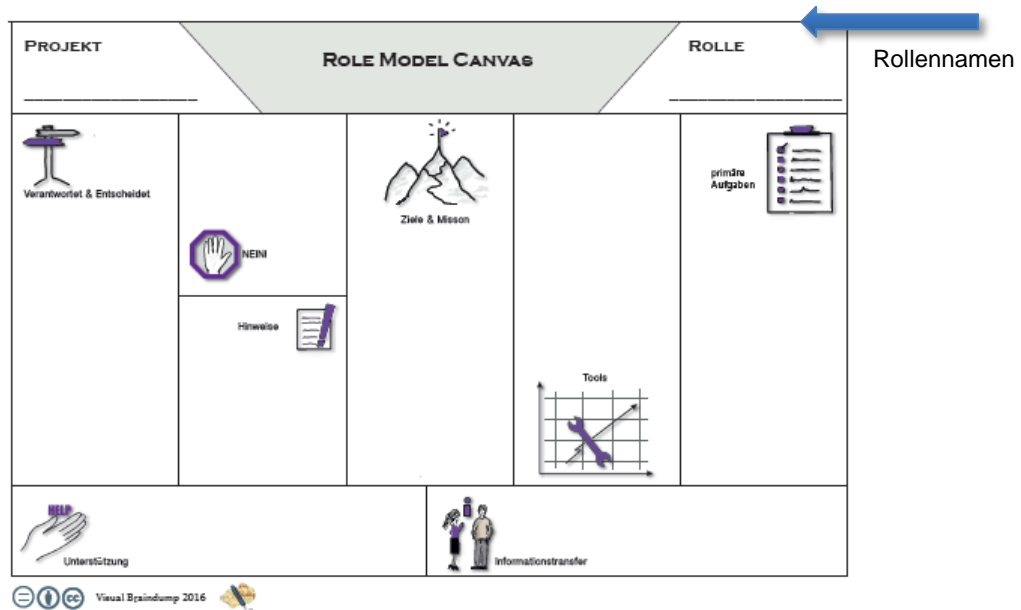 PROJEKT
ROLE MODEL CANVAS
ROLLE
Rollennamen
Verantwortet & Entscheidet
NEIN!
Hinweise
Ziele & Misson
Tools
primäre
Aufgaben
HELP
Unterstützung
i
Informationstransfer
cc
Visual Braindump 2016